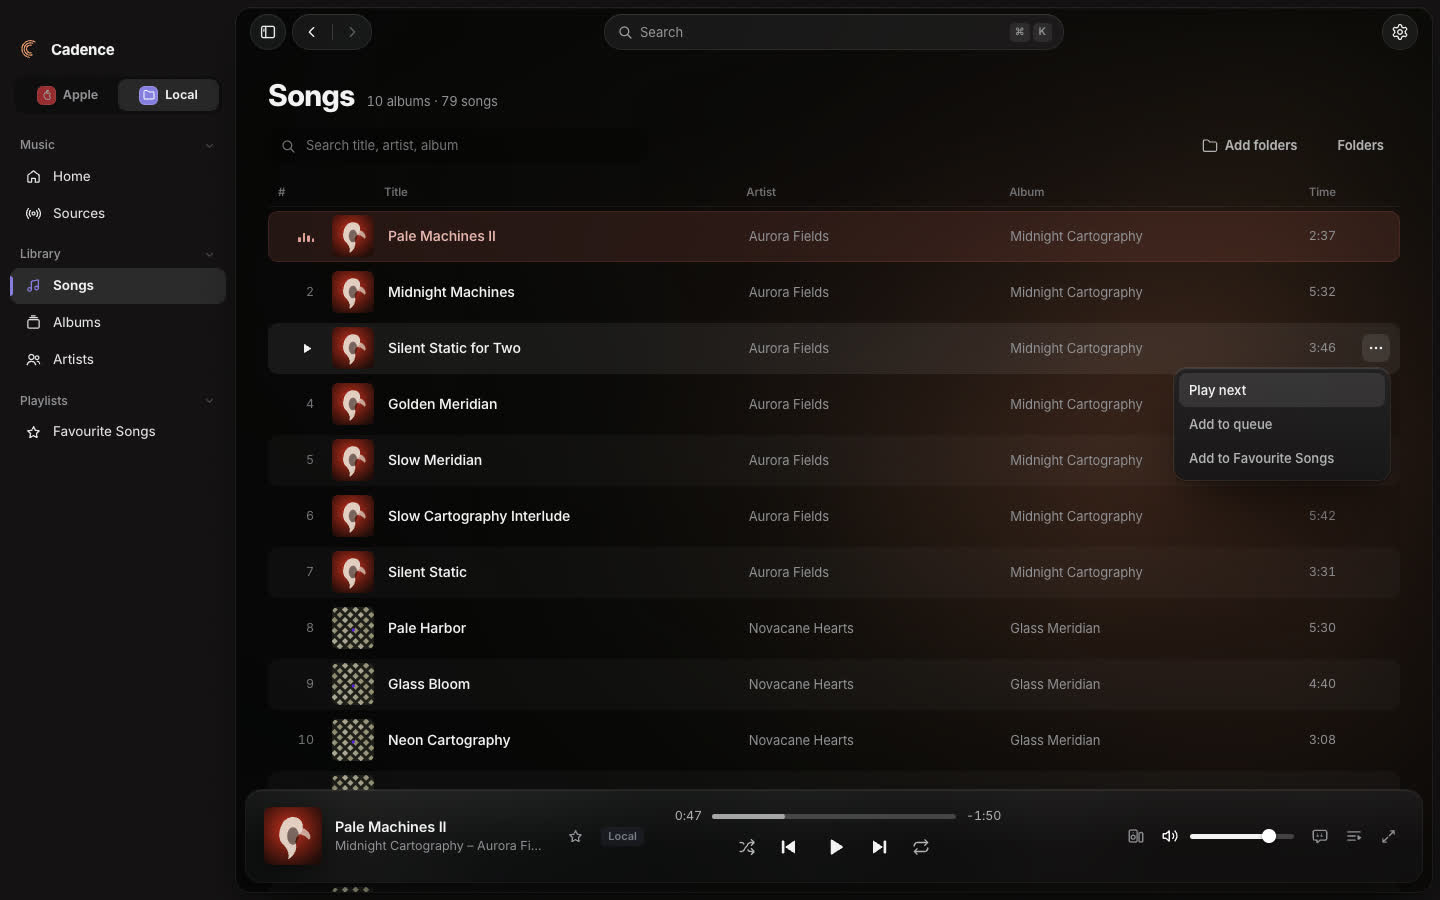 Cadence
Apple Local
Music
Home
Sources
Library
Songs
Albums
Artists
Playlists
Favourite Songs
Search ⌘ K
Songs 10 albums · 79 songs
Search title, artist, album Add folders Folders
# Title Artist Album Time
Pale Machines II Aurora Fields Midnight Cartography 2:37
2 Midnight Machines Aurora Fields Midnight Cartography 5:32
Silent Static for Two Aurora Fields Midnight Cartography 3:46
4 Golden Meridian Aurora Fields Midnight Cartography
5 Slow Meridian Aurora Fields Midnight Cartography
6 Slow Cartography Interlude Aurora Fields Midnight Cartography 5:42
7 Silent Static Aurora Fields Midnight Cartography 3:31
8 Pale Harbor Novacane Hearts Glass Meridian 5:30
9 Glass Bloom Novacane Hearts Glass Meridian 4:40
10 Neon Cartography Novacane Hearts Glass Meridian 3:08
Play next
Add to queue
Add to Favourite Songs
Pale Machines II
Midnight Cartography – Aurora Fi...
Local
0:47 -1:50